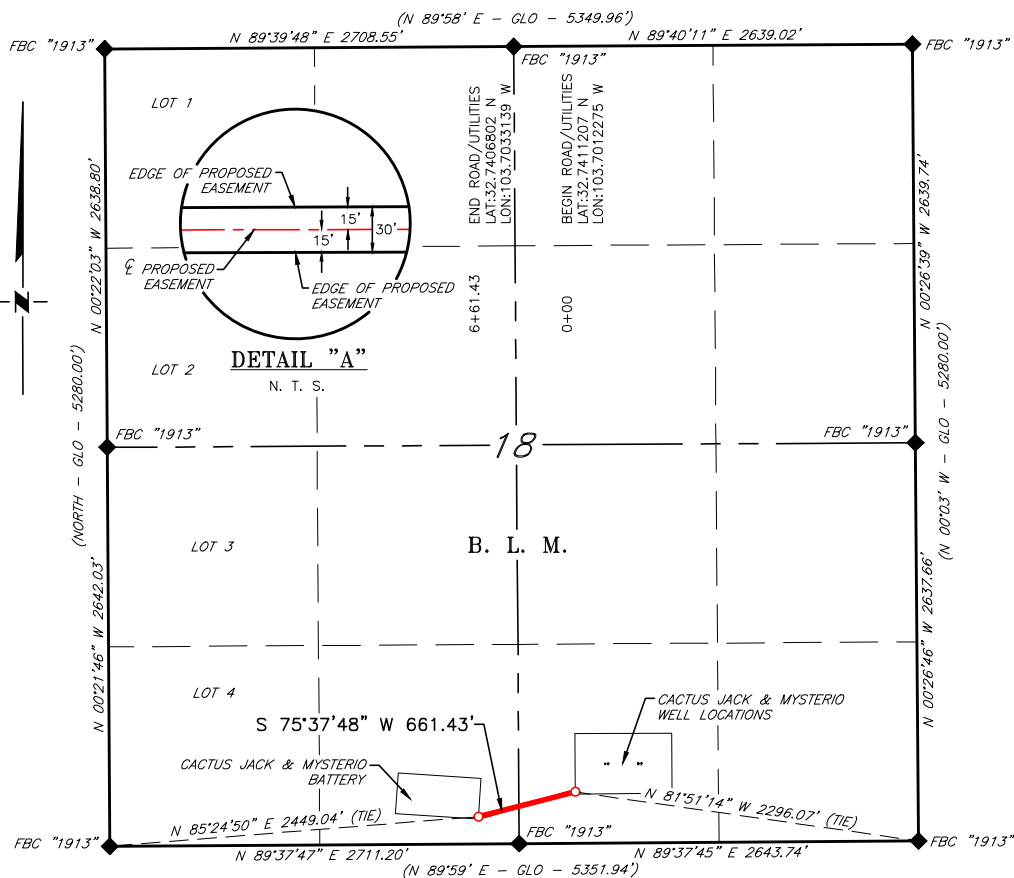 (N 89°58' E - GLO - 5349.96')
FBC "1913"
N 89°39'48" E 2708.55'
N 89°40'11" E 2639.02'
FBC "1913"
FBC "1913"
LOT 1
END ROAD/UTILITIES
LAT:32.7406802 N
LON:103.7033139 W
BEGIN ROAD/UTILITIES
LAT:32.7411207 N
LON:103.7012275 W
N 00°22'03" W 2638.80'
N 00°26'39" W 2639.74'
EDGE OF PROPOSED
EASEMENT
15'
30'
15'
℄ PROPOSED
EASEMENT
EDGE OF PROPOSED
EASEMENT
6+61.43
0+00
N
DETAIL "A"
N. T. S.
LOT 2
(NORTH - GLO - 5280.00')
(N 00°03' W - GLO - 5280.00')
FBC "1913"
18
FBC "1913"
LOT 3
B. L. M.
N 00°21'46" W 2642.03'
N 00°26'46" W 2637.66'
LOT 4
CACTUS JACK & MYSTERIO
WELL LOCATIONS
S 75°37'48" W 661.43'
CACTUS JACK & MYSTERIO
BATTERY
N 85°24'50" E 2449.04' (TIE)
N 81°51'14" W 2296.07' (TIE)
FBC "1913"
FBC "1913"
FBC "1913"
N 89°37'47" E 2711.20'
N 89°37'45" E 2643.74'
(N 89°59' E - GLO - 5351.94')